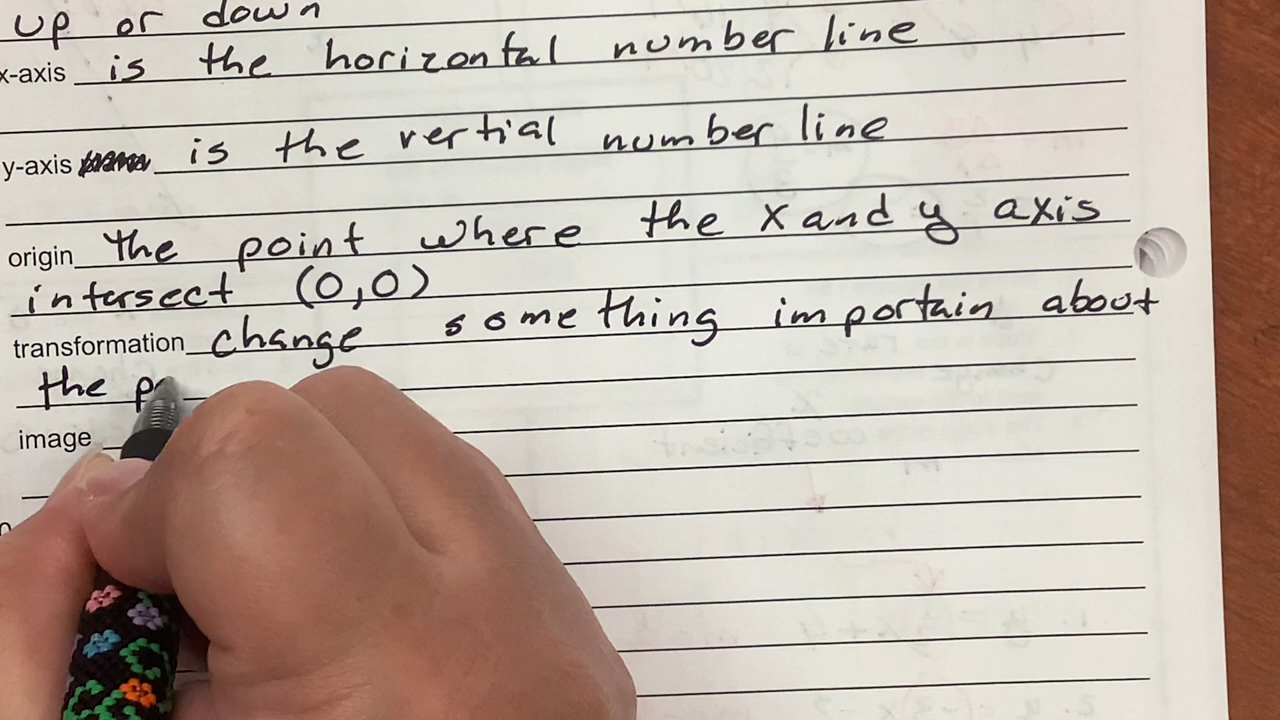 up or down
x-axis is the horizontal number line
y-axis is the vertial number line
origin the point where the x and y axis
intersect (0,0)
transformation change something importain about
the
image